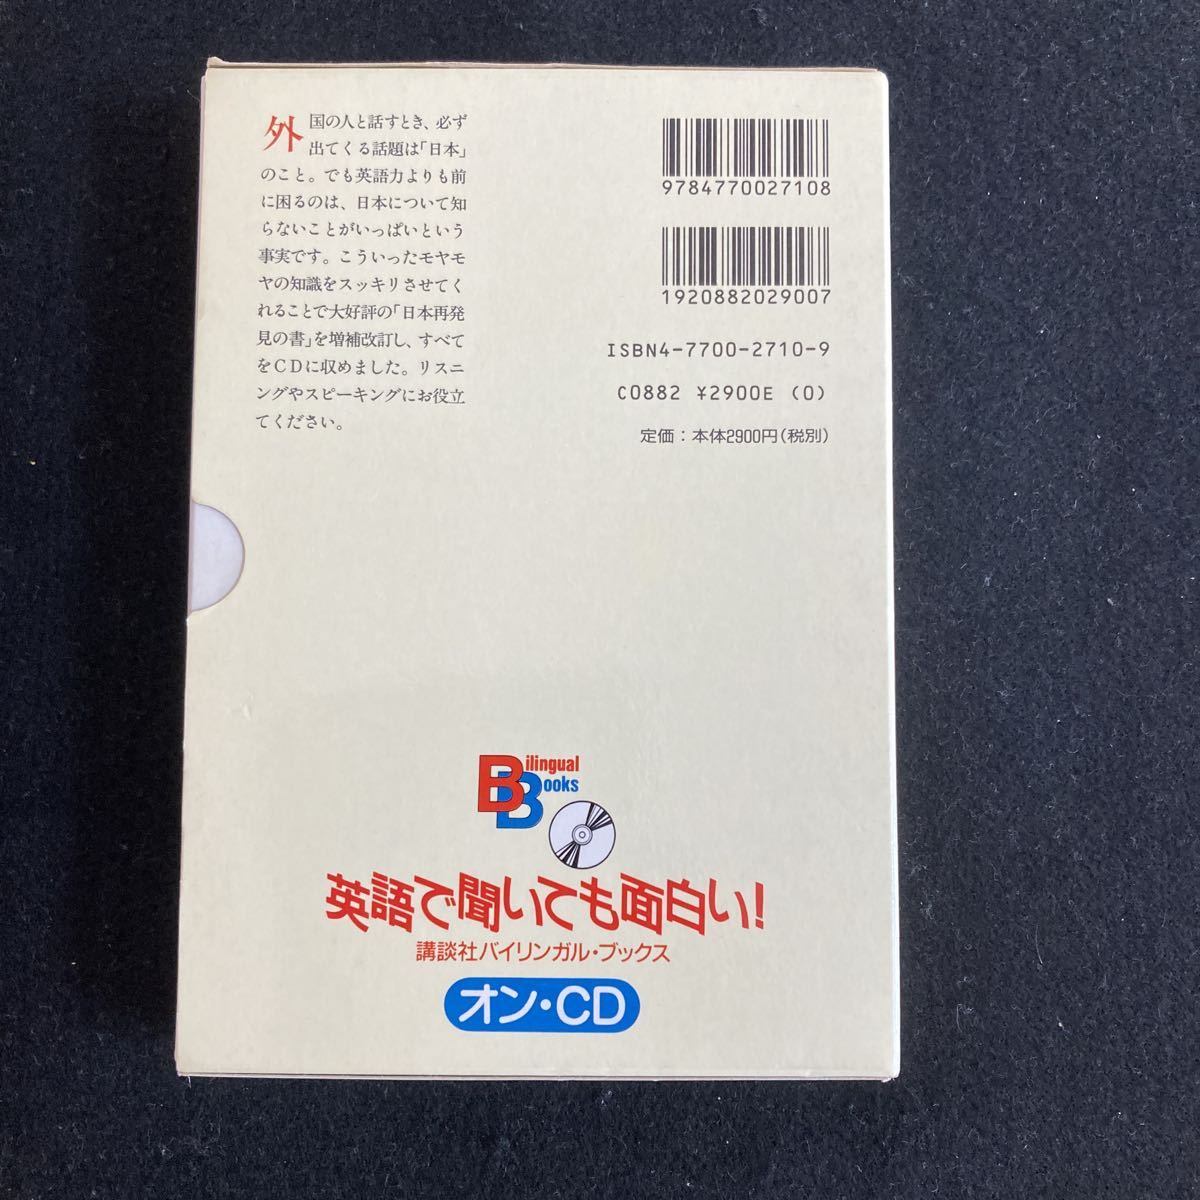 外国の人と話すとき、必ず
出てくる話題は「日本」
のこと。でも英語力よりも前
に困るのは、日本について知
らないことがいっぱいという
事実です。こういったモヤモ
ヤの知識をスッキリさせてく
れることで大好評の「日本再発
見の書」を増補改訂し、すべて
をCDに収めました。リスニ
ングやスピーキングにお役立
てください。
9784770027108
1920882029007
ISBN4-7700-2710-9
C0882 ¥2900E (0)
定価：本体2900円(税別)
Bilingual
Books
英語で聞いても面白い!
講談社バイリンガル・ブックス
オン・CD